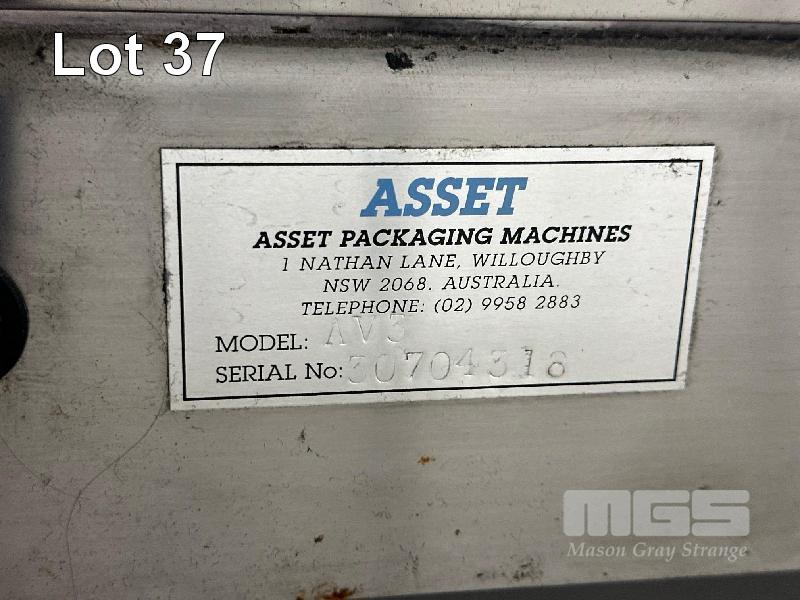 Lot 37
ASSET
ASSET PACKAGING MACHINES
1 NATHAN LANE, WILLOUGHBY
NSW 2068. AUSTRALIA.
TELEPHONE: (02) 9958 2883
MODEL: AV3
SERIAL No: 30704318
MGS
Mason Gray Strange